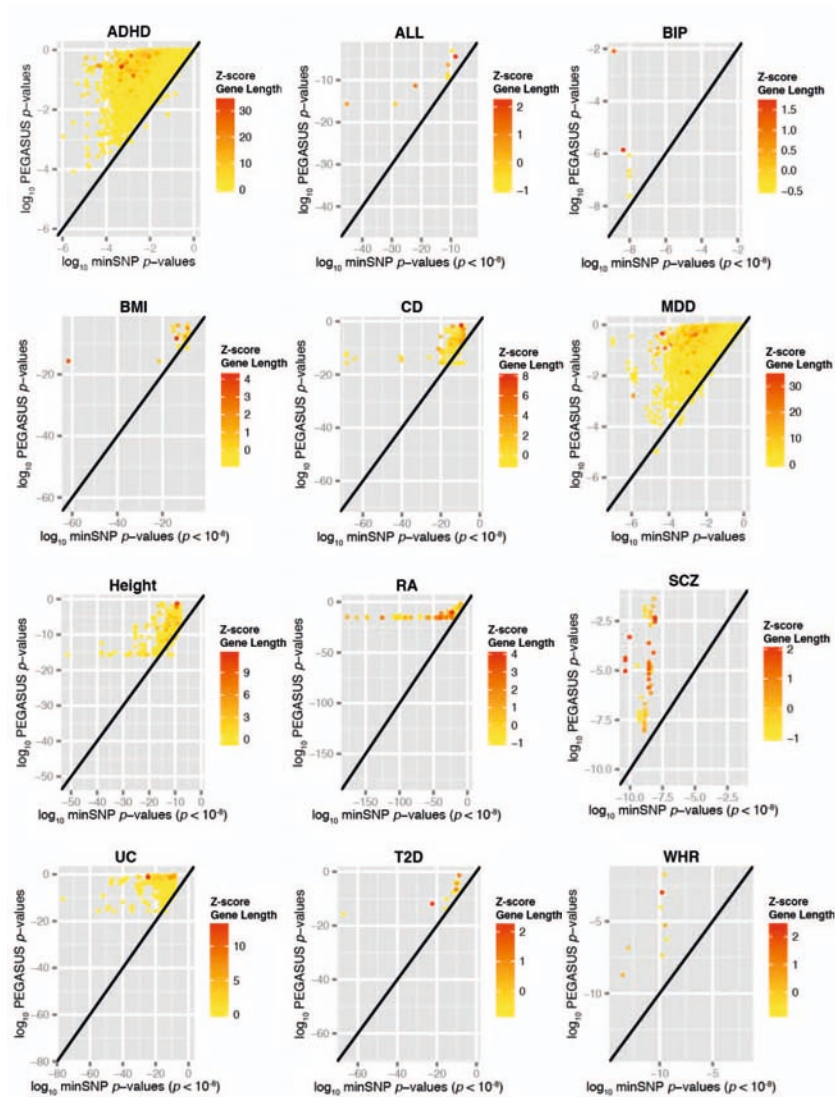 ADHD
log10 PEGASUS p-values
0
−2
−4
−6
−6 −4 −2 0
log10 minSNP p-values
Z-score
Gene Length
30
20
10
0
ALL
log10 PEGASUS p-values
−10
−20
−30
−40
−40 −30 −20 −10
log10 minSNP p-values (p < 10-8)
Z-score
Gene Length
2
1
0
−1
BIP
log10 PEGASUS p-values
−2
−4
−6
−8
−8 −6 −4 −2
log10 minSNP p-values (p < 10-8)
Z-score
Gene Length
1.5
1.0
0.5
0.0
−0.5
BMI
log10 PEGASUS p-values
−20
−40
−60
−60 −40 −20
log10 minSNP p-values (p < 10-8)
Z-score
Gene Length
4
3
2
1
0
CD
log10 PEGASUS p-values
0
−20
−40
−60
−60 −40 −20 0
log10 minSNP p-values (p < 10-8)
Z-score
Gene Length
8
6
4
2
0
MDD
log10 PEGASUS p-values
0
−2
−4
−6
−6 −4 −2 0
log10 minSNP p-values
Z-score
Gene Length
30
20
10
0
Height
log10 PEGASUS p-values
0
−10
−20
−30
−40
−50
−50 −40 −30 −20 −10 0
log10 minSNP p-values (p < 10-8)
Z-score
Gene Length
9
6
3
0
RA
log10 PEGASUS p-values
0
−50
−100
−150
−150 −100 −50 0
log10 minSNP p-values (p < 10-8)
Z-score
Gene Length
4
3
2
1
0
−1
SCZ
log10 PEGASUS p-values
−2.5
−5.0
−7.5
−10.0
−10.0 −7.5 −5.0 −2.5
log10 minSNP p-values (p < 10-8)
Z-score
Gene Length
2
1
0
−1
UC
log10 PEGASUS p-values
0
−20
−40
−60
−80
−80 −60 −40 −20 0
log10 minSNP p-values (p < 10-8)
Z-score
Gene Length
10
5
0
T2D
log10 PEGASUS p-values
0
−20
−40
−60
−60 −40 −20 0
log10 minSNP p-values (p < 10-8)
Z-score
Gene Length
2
1
0
WHR
log10 PEGASUS p-values
−5
−10
−10 −5
log10 minSNP p-values (p < 10-8)
Z-score
Gene Length
2
1
0